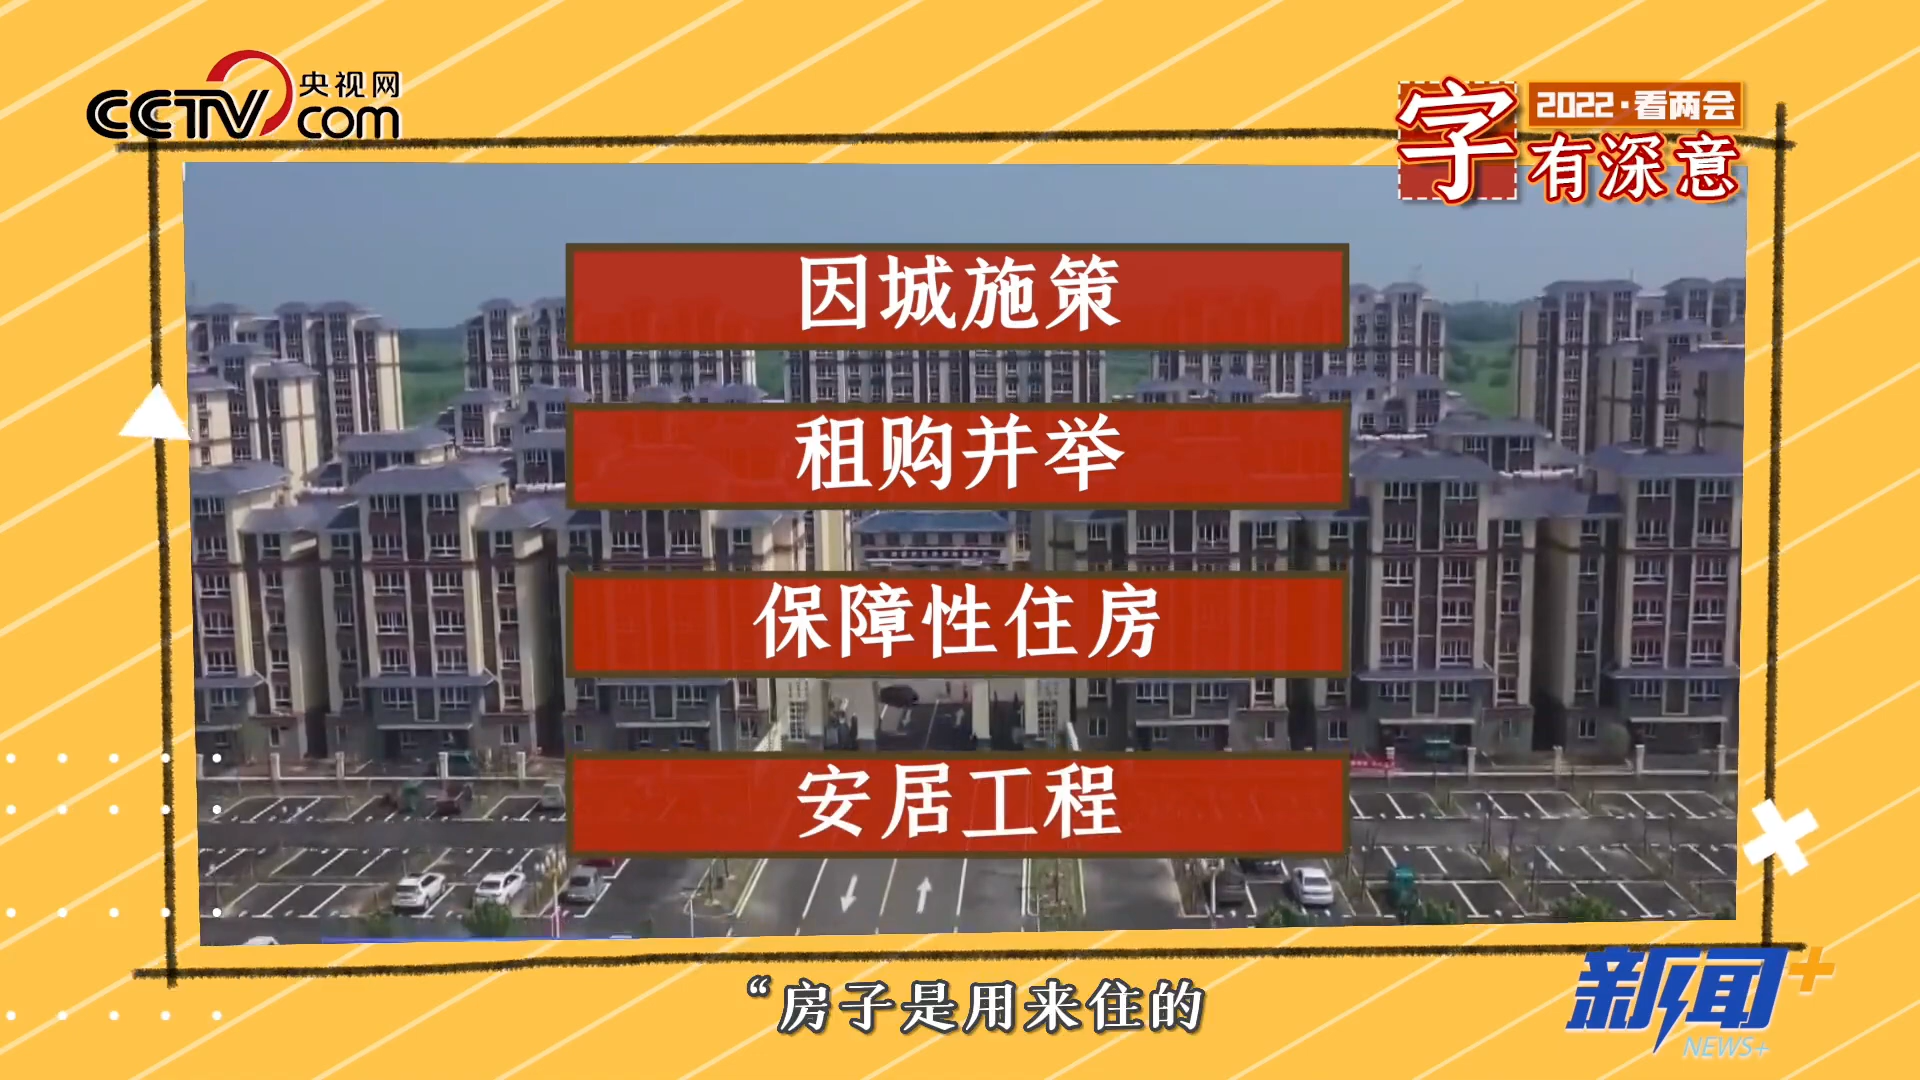 央视网
CCTV.com
2022·看两会
字有深意
因城施策
租购并举
保障性住房
安居工程
“房子是用来住的
新闻+
NEWS+